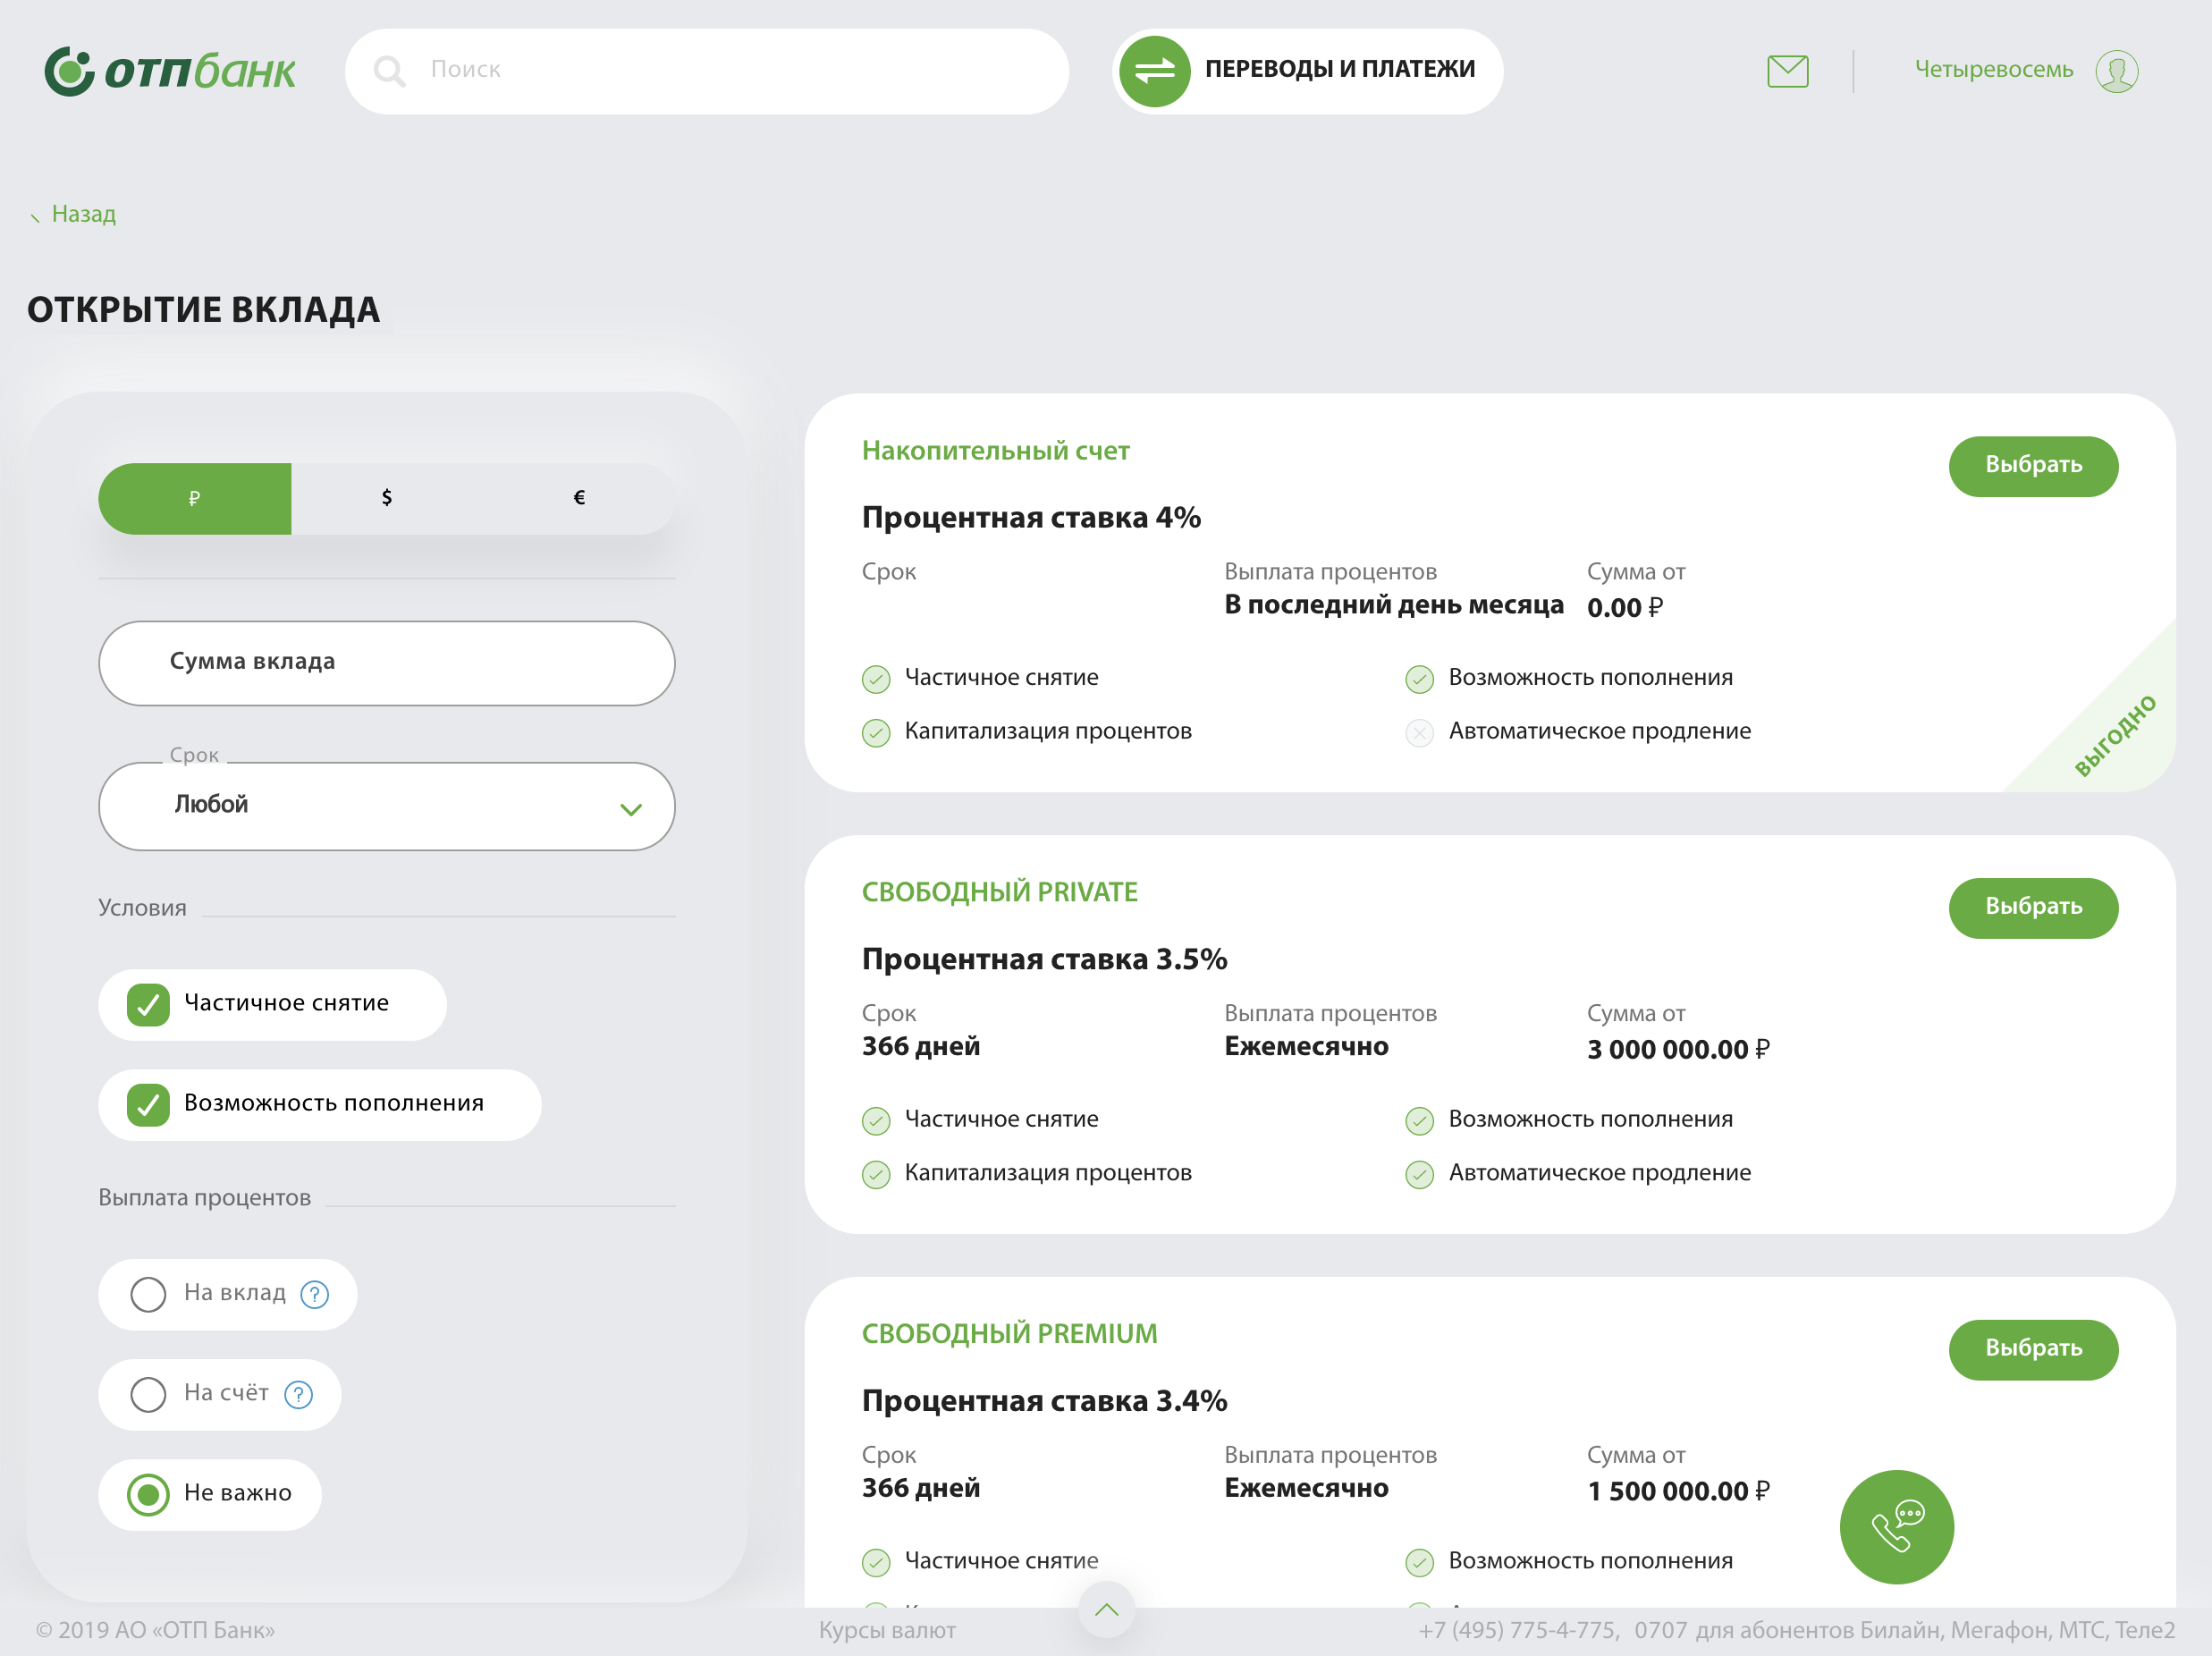 отпбанк
Поиск
ПЕРЕВОДЫ И ПЛАТЕЖИ
Четыревосемь
Назад
ОТКРЫТИЕ ВКЛАДА
₽ $ €
Сумма вклада
Срок
Любой
Условия
Частичное снятие
Возможность пополнения
Выплата процентов
На вклад ?
На счёт ?
Не важно
Накопительный счет
Выбрать
Процентная ставка 4%
Срок Выплата процентов Сумма от
В последний день месяца 0.00 ₽
Частичное снятие Возможность пополнения
Капитализация процентов Автоматическое продление
ВЫГОДНО
СВОБОДНЫЙ PRIVATE
Выбрать
Процентная ставка 3.5%
Срок Выплата процентов Сумма от
366 дней Ежемесячно 3 000 000.00 ₽
Частичное снятие Возможность пополнения
Капитализация процентов Автоматическое продление
СВОБОДНЫЙ PREMIUM
Выбрать
Процентная ставка 3.4%
Срок Выплата процентов Сумма от
366 дней Ежемесячно 1 500 000.00 ₽
Частичное снятие Возможность пополнения
© 2019 АО «ОТП Банк» Курсы валют +7 (495) 775-4-775, 0707 для абонентов Билайн, Мегафон, МТС, Теле2